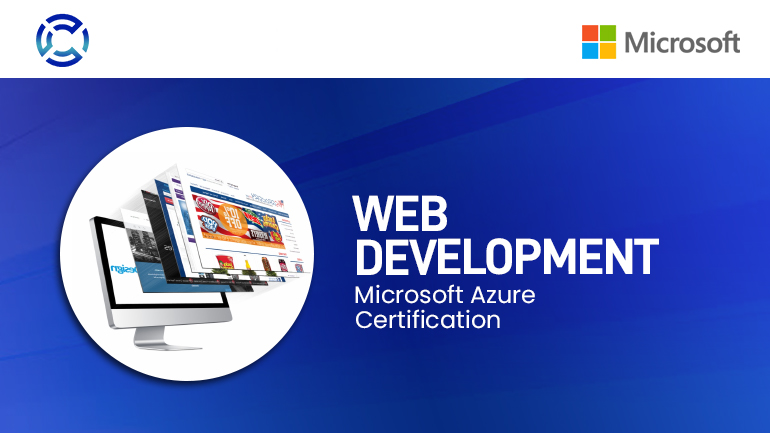 Microsoft
WEB
DEVELOPMENT
Microsoft Azure
Certification